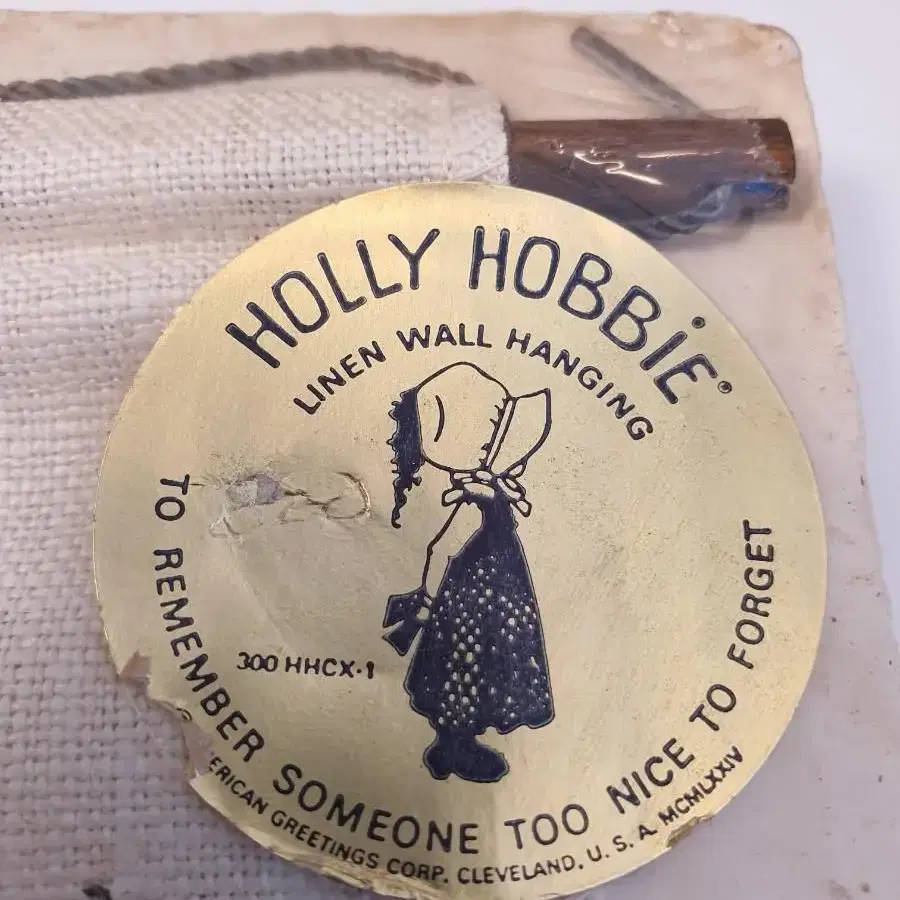 HOLLY HOBBiE®
LINEN WALL HANGING
300 HHCX-1
TO REMEMBER SOMEONE TOO NICE TO FORGET
ERICAN GREETINGS CORP. CLEVELAND, U. S. A. MCMLXXIV